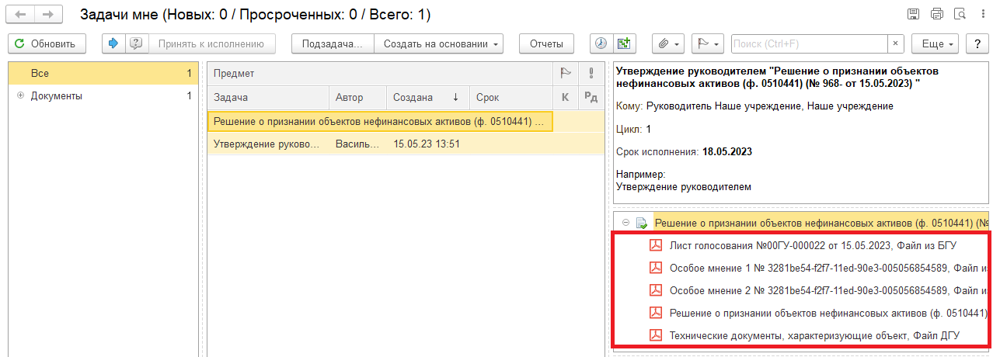 Задачи мне (Новых: 0 / Просроченных: 0 / Всего: 1)
Обновить
Принять к исполнению
Подзадача...
Создать на основании
Отчеты
Поиск (Ctrl+F)
×
Еще
?
Все 1
Документы 1
Предмет
Задача Автор Создана ↓ Срок К Рд
Решение о признании объектов нефинансовых активов (ф. 0510441) ...
Утверждение руково... Василь... 15.05.23 13:51
Утверждение руководителем "Решение о признании объектов
нефинансовых активов (ф. 0510441) (№ 968- от 15.05.2023) "
Кому: Руководитель Наше учреждение, Наше учреждение
Цикл: 1
Срок исполнения: 18.05.2023
Например:
Утверждение руководителем
Решение о признании объектов нефинансовых активов (ф. 0510441) (№
Лист голосования №00ГУ-000022 от 15.05.2023, Файл из БГУ
Особое мнение 1 № 3281be54-f2f7-11ed-90e3-005056854589, Файл из
Особое мнение 2 № 3281be54-f2f7-11ed-90e3-005056854589, Файл из
Решение о признании объектов нефинансовых активов (ф. 0510441)
Технические документы, характеризующие объект, Файл ДГУ